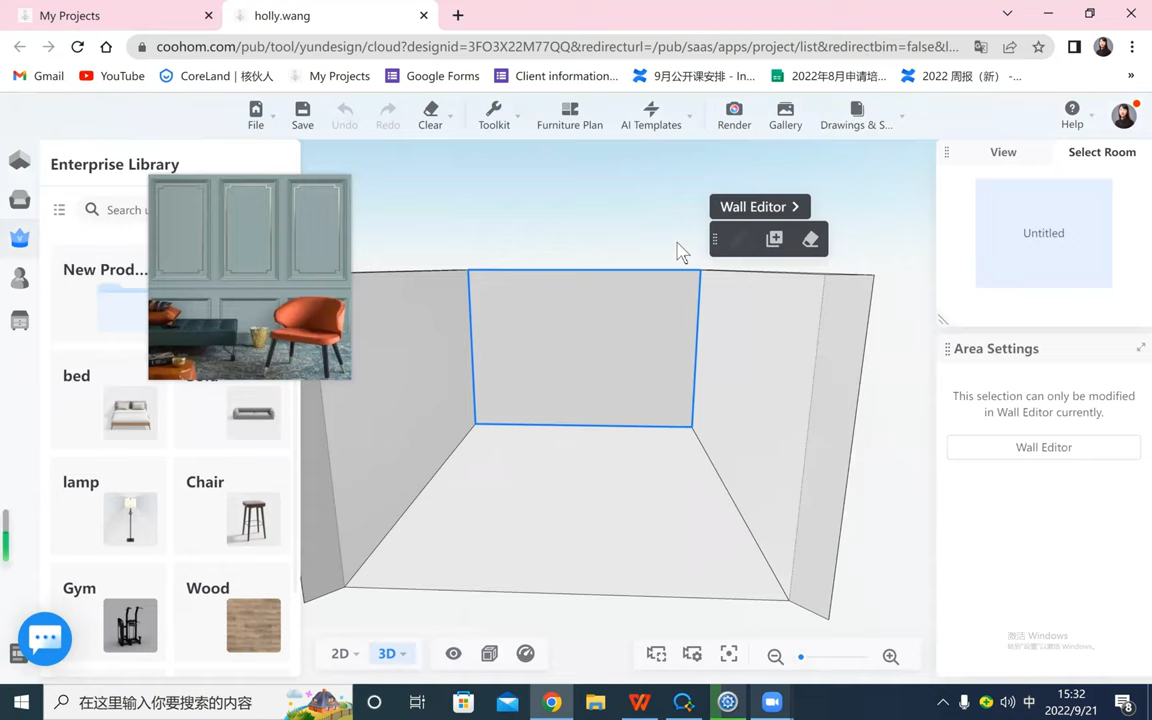 My Projects
holly.wang
coohom.com/pub/tool/yundesign/cloud?designid=3FO3X22M77QQ&redirecturl=/pub/saas/apps/project/list&redirectbim=false&l...
Gmail
YouTube
CoreLand | 核伙人
My Projects
Google Forms
Client information...
9月公开课安排 - In...
2022年8月申请培...
2022 周报（新） -...
»
File
Save
Undo
Redo
Clear
Toolkit
Furniture Plan
AI Templates
Render
Gallery
Drawings & S...
Help
Enterprise Library
View
Select Room
Search u
Wall Editor >
Untitled
New Prod...
Area Settings
bed
This selection can only be modified
in Wall Editor currently.
Wall Editor
lamp
Chair
Gym
Wood
2D
3D
激活 Windows
在这里输入你要搜索的内容
中
15:32
2022/9/21
8